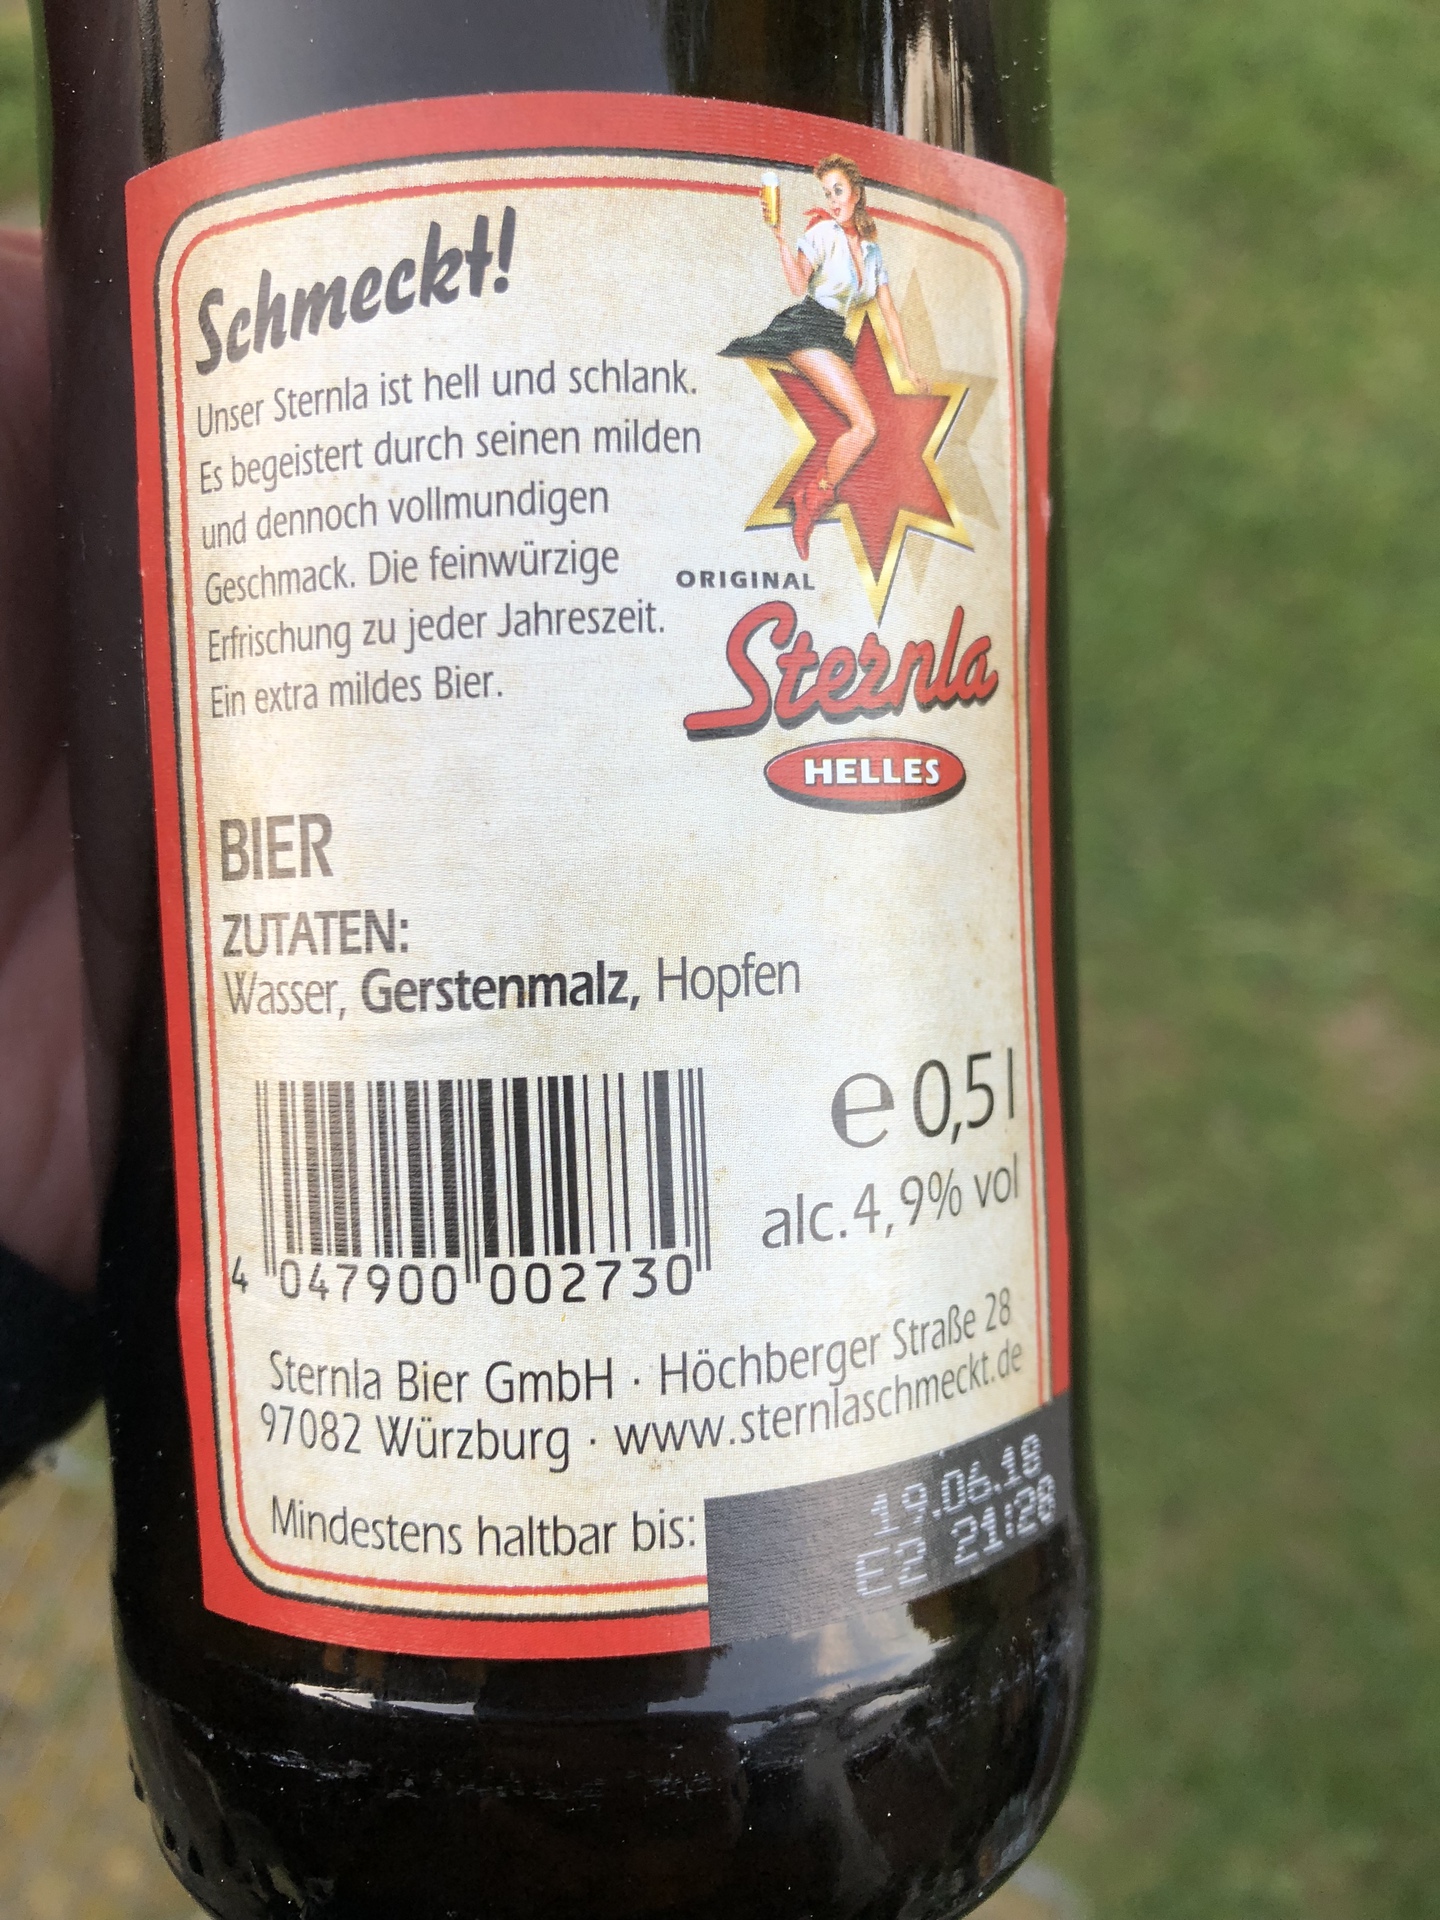 Schmeckt!
Unser Sternla ist hell und schlank.
Es begeistert durch seinen milden
und dennoch vollmundigen
Geschmack. Die feinwürzige
Erfrischung zu jeder Jahreszeit.
Ein extra mildes Bier.
ORIGINAL
Sternla
HELLES
BIER
ZUTATEN:
Wasser, Gerstenmalz, Hopfen
e 0,5 l
alc. 4,9% vol
4 047900 002730
Sternla Bier GmbH · Höchberger Straße 28
97082 Würzburg · www.sternlaschmeckt.de
Mindestens haltbar bis:
19.06.18
E2 21:28